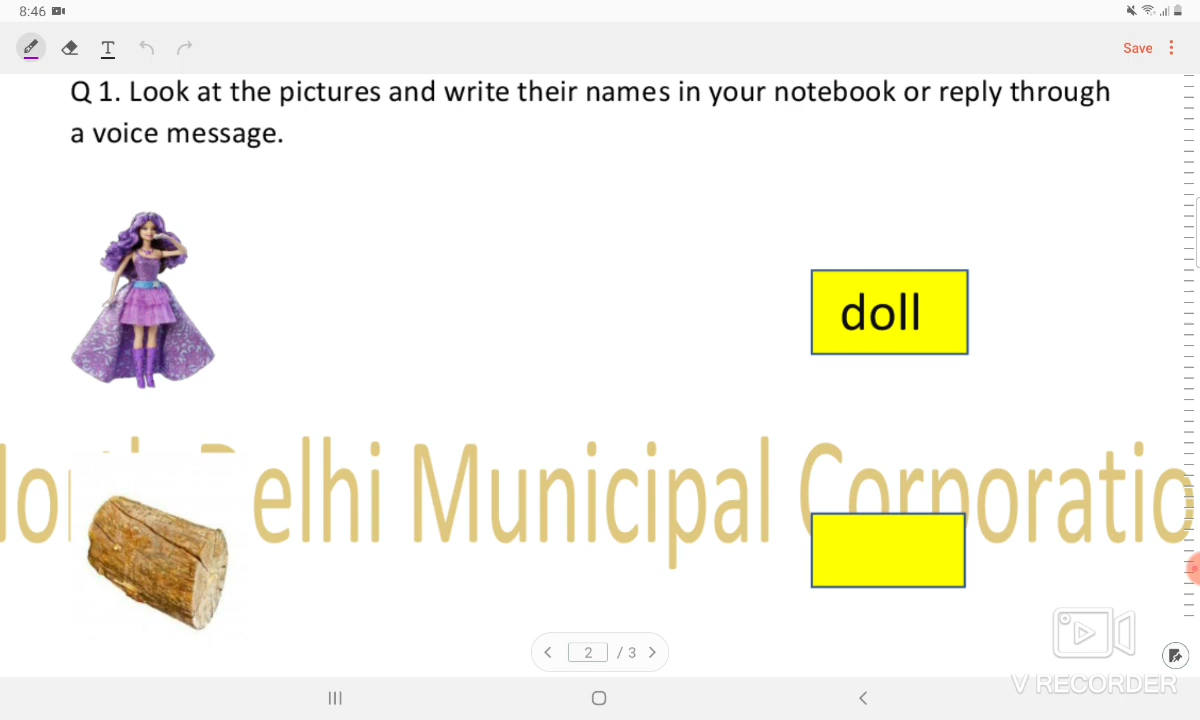 8:46
Save
Q 1. Look at the pictures and write their names in your notebook or reply through
a voice message.
doll
elhi Municipal Corporatio
2 / 3
V RECORDER